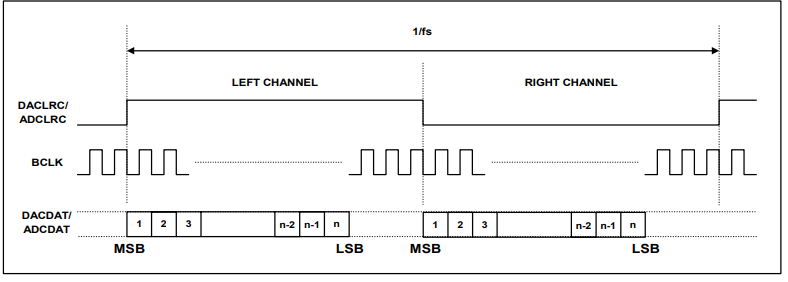 1/fs
LEFT CHANNEL RIGHT CHANNEL
DACLRC/
ADCLRC
BCLK
DACDAT/
ADCDAT
1 2 3 n-2 n-1 n 1 2 3 n-2 n-1 n
MSB LSB MSB LSB